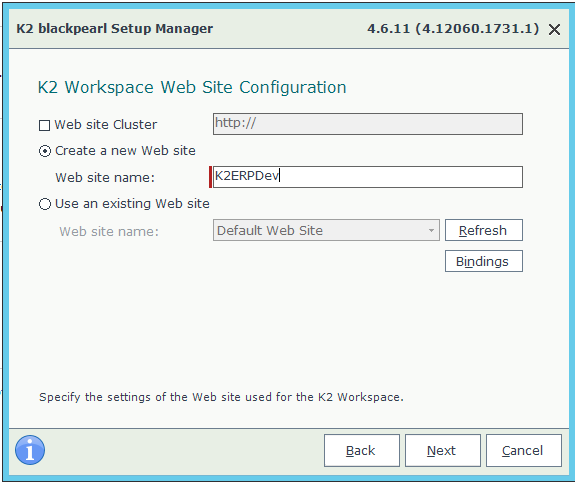 K2 blackpearl Setup Manager 4.6.11 (4.12060.1731.1)
K2 Workspace Web Site Configuration
Web site Cluster http://
Create a new Web site
Web site name: K2ERPDev
Use an existing Web site
Web site name: Default Web Site Refresh
Bindings
Specify the settings of the Web site used for the K2 Workspace.
i Back Next Cancel